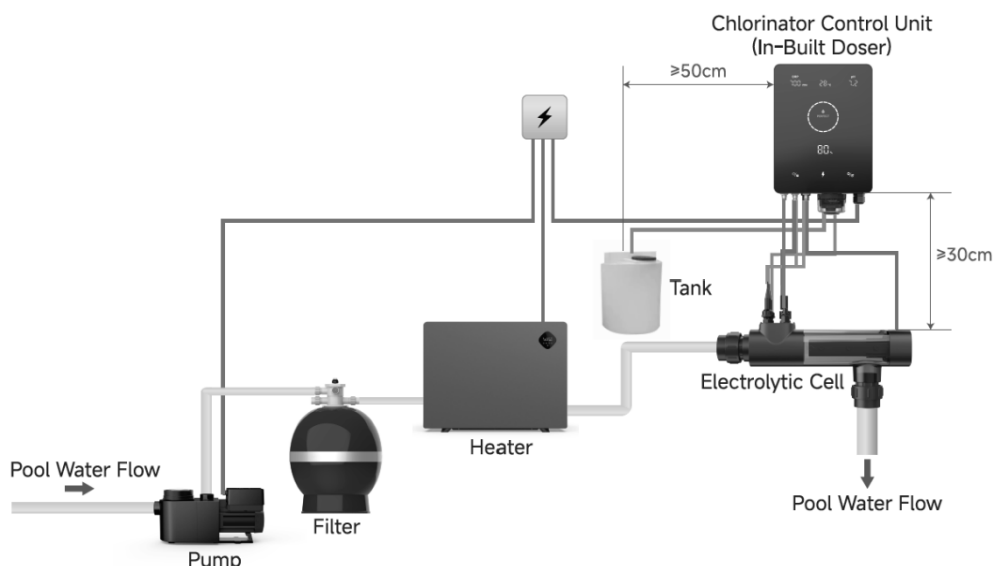 Chlorinator Control Unit
(In-Built Doser)
≥50cm
80%
≥30cm
Tank
Electrolytic Cell
Heater
Pool Water Flow
Filter
Pump
Pool Water Flow